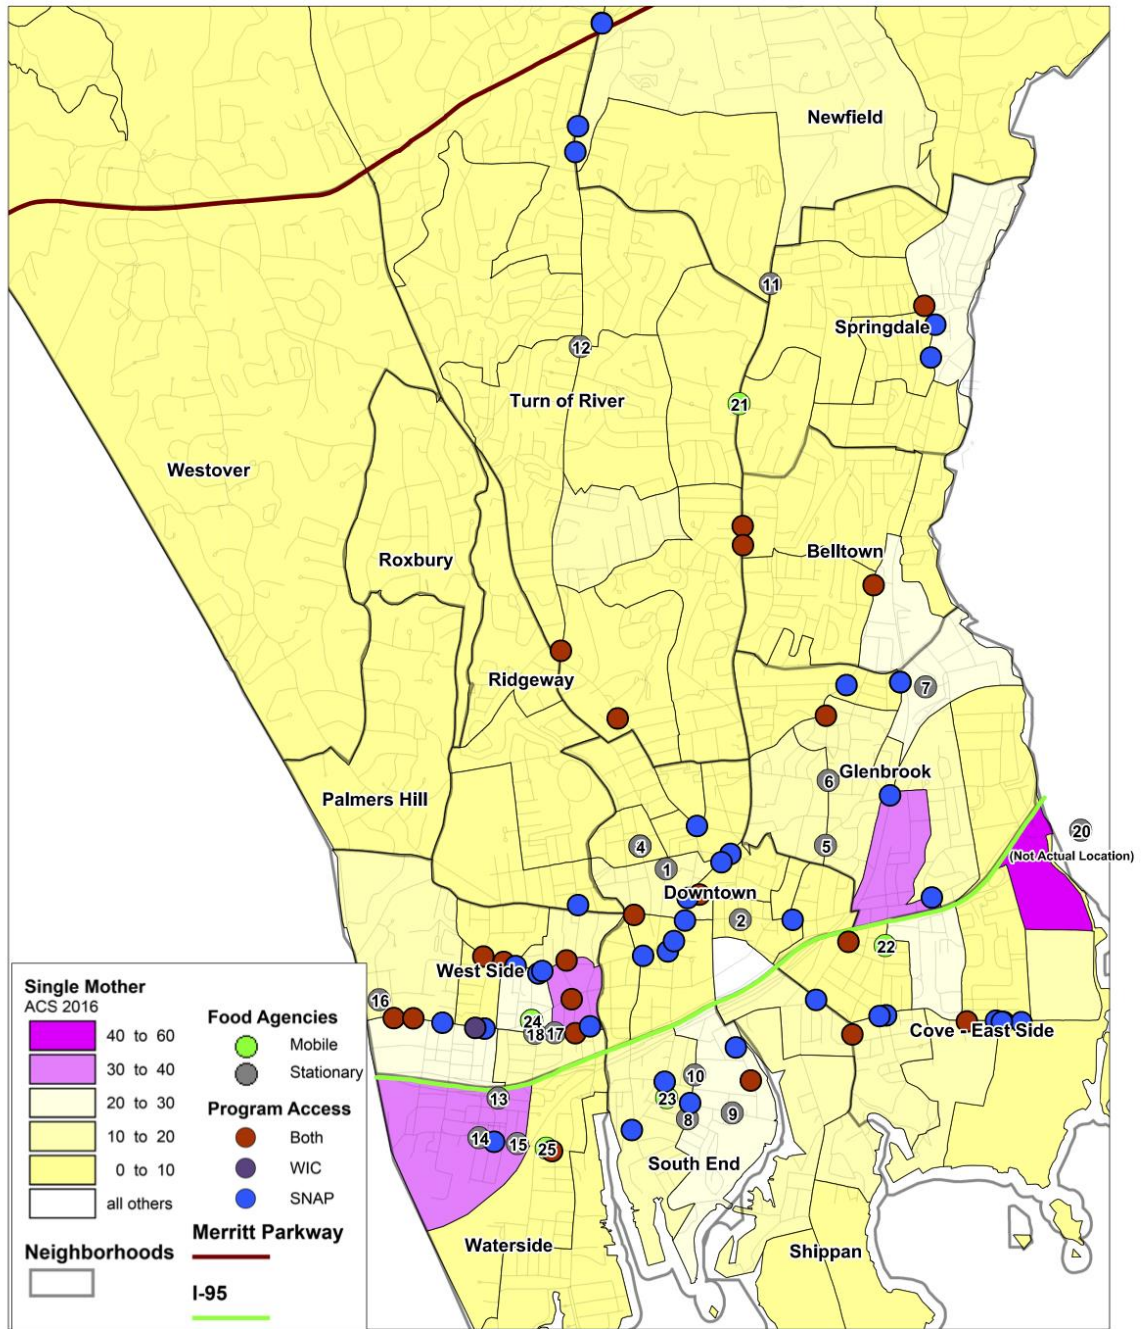 Newfield
11
Springdale
12
Turn of River
21
Westover
Belltown
Roxbury
Ridgeway
7
Glenbrook
6
Palmers Hill
20
(Not Actual Location)
4
5
1
Downtown
2
22
West Side
16
24
18
17
Cove - East Side
10
13
23
8
9
14
15
25
South End
Waterside
Shippan
Single Mother
ACS 2016
40 to 60
30 to 40
20 to 30
10 to 20
0 to 10
all others
Neighborhoods
Food Agencies
Mobile
Stationary
Program Access
Both
WIC
SNAP
Merritt Parkway
I-95